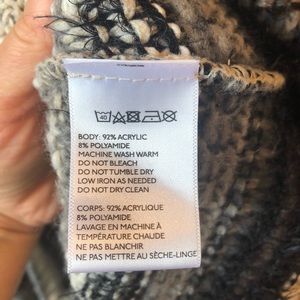 40
BODY: 92% ACRYLIC
8% POLYAMIDE
MACHINE WASH WARM
DO NOT BLEACH
DO NOT TUMBLE DRY
LOW IRON AS NEEDED
DO NOT DRY CLEAN
CORPS: 92% ACRYLIQUE
8% POLYAMIDE
LAVAGE EN MACHINE À
TEMPÉRATURE CHAUDE
NE PAS BLANCHIR
NE PAS METTRE AU SÈCHE-LINGE